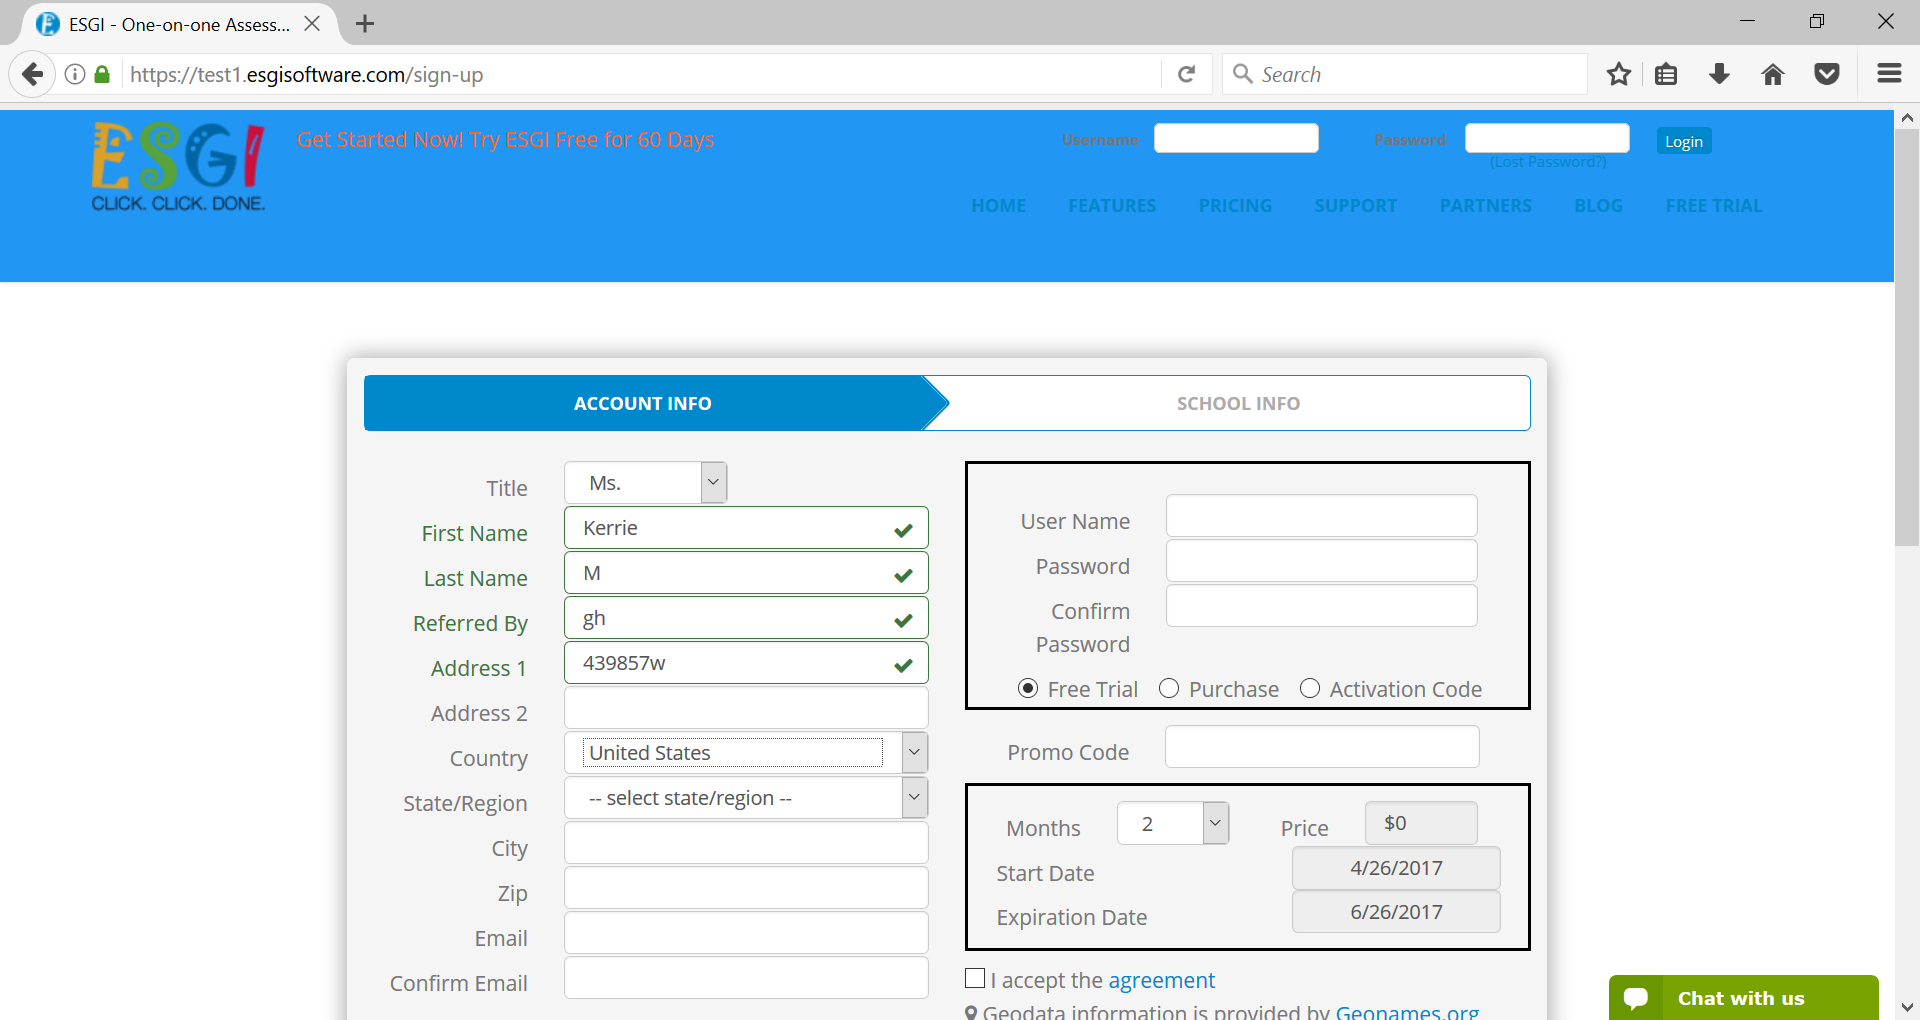 ESGI - One-on-one Assess...
https://test1.esgisoftware.com/sign-up
Search
ESGI
CLICK. CLICK. DONE.
Get Started Now! Try ESGI Free for 60 Days
Username
Password
Login
(Lost Password?)
HOME FEATURES PRICING SUPPORT PARTNERS BLOG FREE TRIAL
ACCOUNT INFO
SCHOOL INFO
Title Ms.
First Name Kerrie
Last Name M
Referred By gh
Address 1 439857w
Address 2
Country United States
State/Region -- select state/region --
City
Zip
Email
Confirm Email
User Name
Password
Confirm
Password
Free Trial Purchase Activation Code
Promo Code
Months 2 Price $0
Start Date 4/26/2017
Expiration Date 6/26/2017
I accept the agreement
Geodata information is provided by Geonames.org
Chat with us